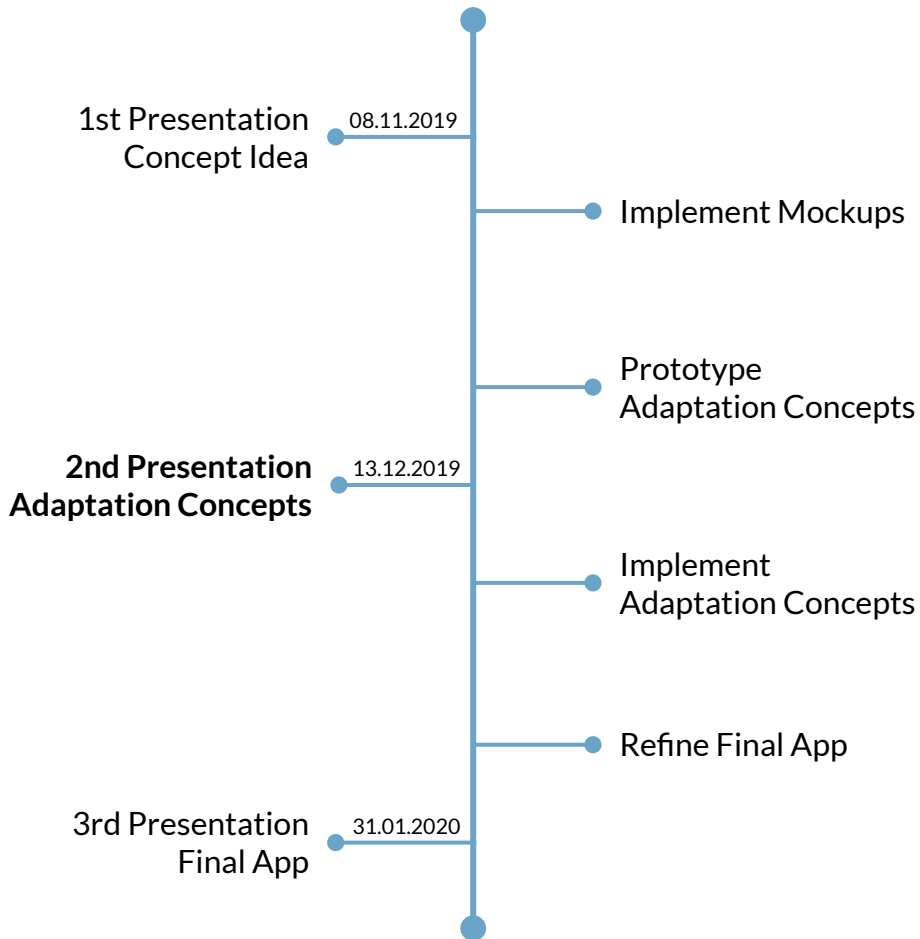 1st Presentation
Concept Idea
08.11.2019
Implement Mockups
Prototype
Adaptation Concepts
2nd Presentation
Adaptation Concepts
13.12.2019
Implement
Adaptation Concepts
Refine Final App
3rd Presentation
Final App
31.01.2020